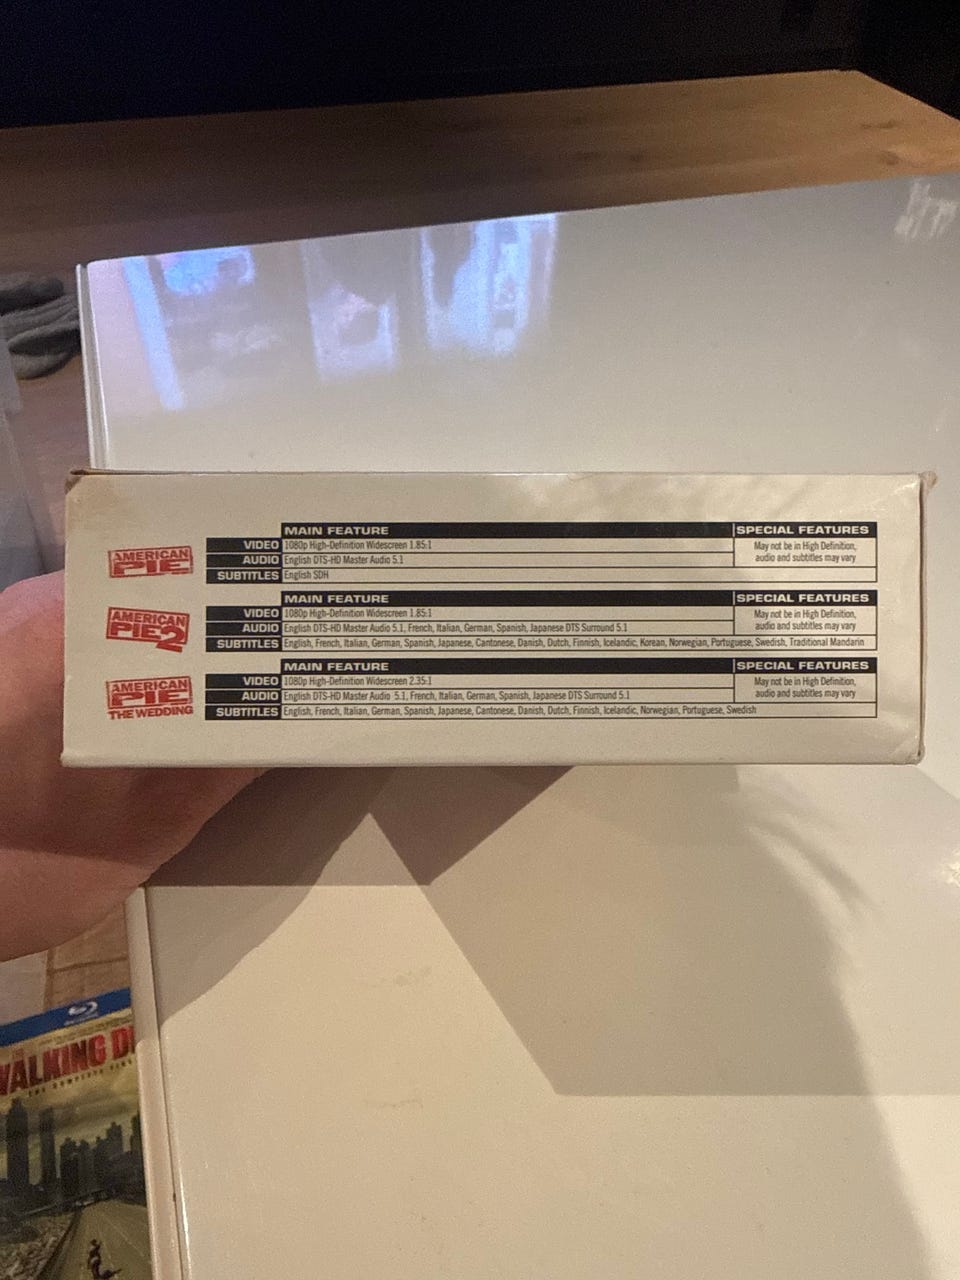 MAIN FEATURE SPECIAL FEATURES
AMERICAN
PIE
VIDEO 1080p High-Definition Widescreen 1.85:1 May not be in High Definition,
AUDIO English DTS-HD Master Audio 5.1 audio and subtitles may vary
SUBTITLES English SDH
MAIN FEATURE SPECIAL FEATURES
AMERICAN
PIE 2
VIDEO 1080p High-Definition Widescreen 1.85:1 May not be in High Definition,
AUDIO English DTS-HD Master Audio 5.1, French, Italian, German, Spanish, Japanese DTS Surround 5.1 audio and subtitles may vary
SUBTITLES English, French, Italian, German, Spanish, Japanese, Cantonese, Danish, Dutch, Finnish, Icelandic, Korean, Norwegian, Portuguese, Swedish, Traditional Mandarin
MAIN FEATURE SPECIAL FEATURES
AMERICAN
PIE
THE WEDDING
VIDEO 1080p High-Definition Widescreen 2.35:1 May not be in High Definition,
AUDIO English DTS-HD Master Audio 5.1, French, Italian, German, Spanish, Japanese DTS Surround 5.1 audio and subtitles may vary
SUBTITLES English, French, Italian, German, Spanish, Japanese, Cantonese, Danish, Dutch, Finnish, Icelandic, Norwegian, Portuguese, Swedish
THE
WALKING D
THE COMPLETE